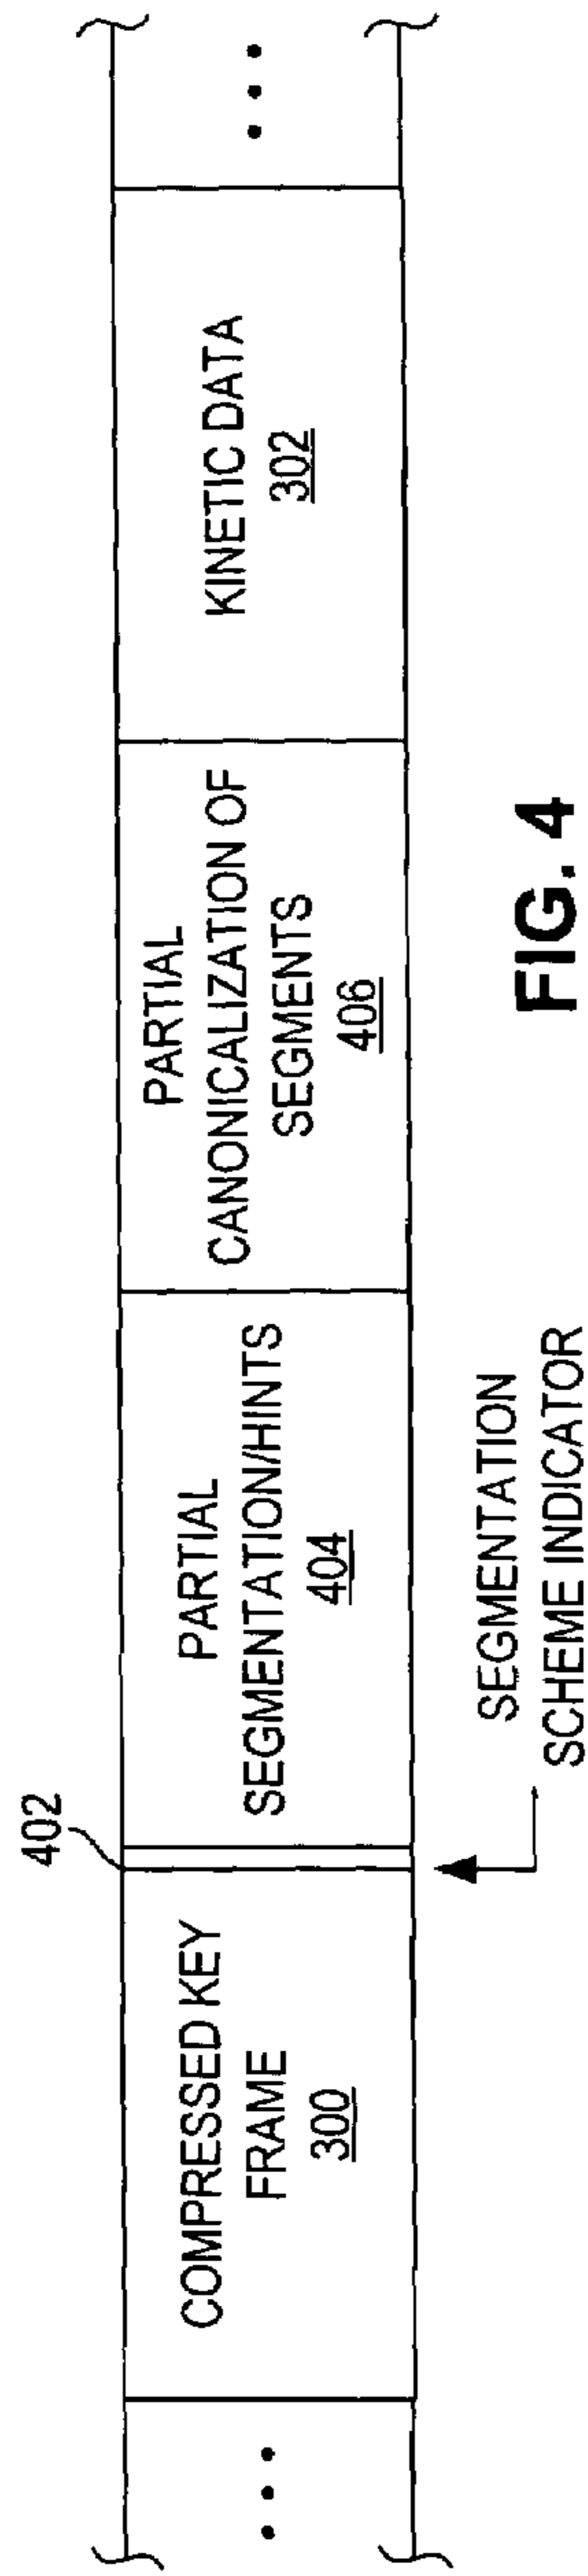 402
COMPRESSED KEY
FRAME
300
PARTIAL
SEGMENTATION/HINTS
404
PARTIAL
CANONICALIZATION OF
SEGMENTS
406
KINETIC DATA
302
SEGMENTATION
SCHEME INDICATOR
FIG. 4